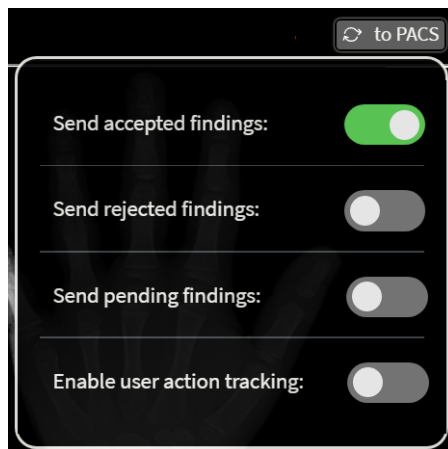 to PACS
Send accepted findings:
Send rejected findings:
Send pending findings:
Enable user action tracking: